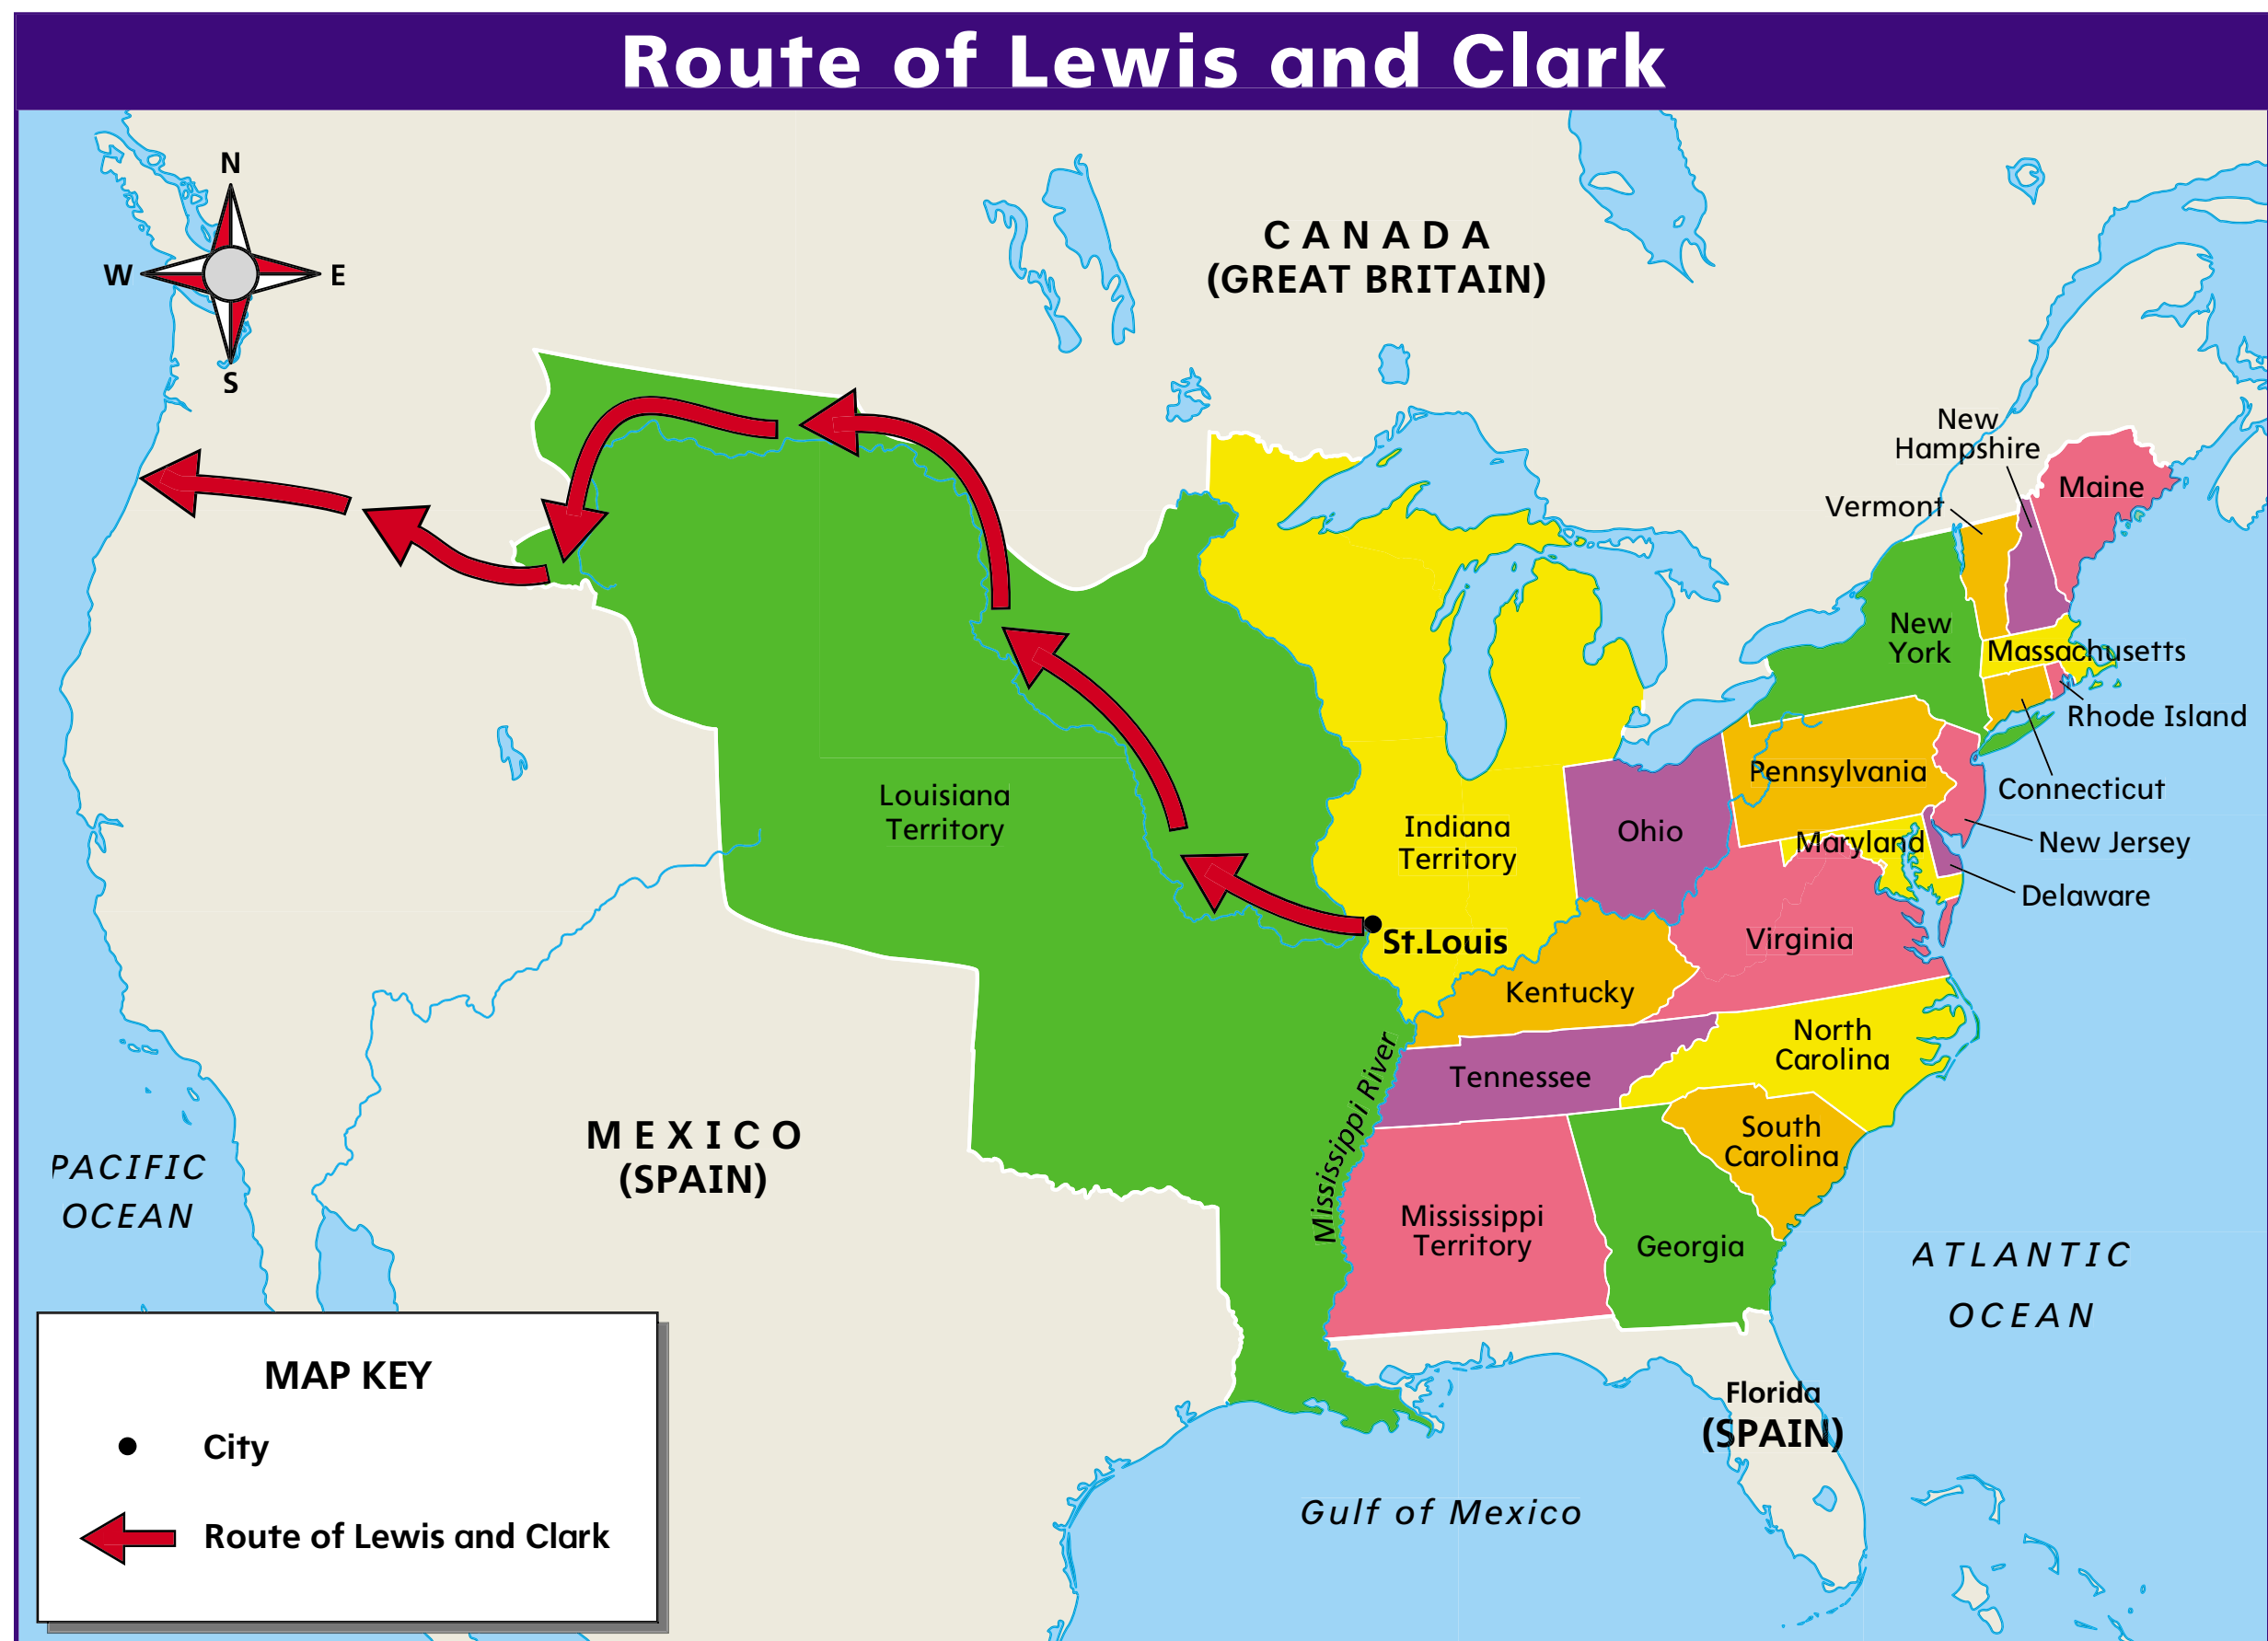 Route of Lewis and Clark
N
W
E
S
CANADA
(GREAT BRITAIN)
New
Hampshire
Maine
Vermont
New
York
Massachusetts
Rhode Island
Pennsylvania
Connecticut
Louisiana
Territory
Indiana
Territory
Ohio
Maryland
New Jersey
Delaware
St.Louis
Virginia
Kentucky
North
Carolina
Tennessee
Mississippi River
South
Carolina
MEXICO
(SPAIN)
PACIFIC
OCEAN
Mississippi
Territory
Georgia
ATLANTIC
OCEAN
Florida
(SPAIN)
Gulf of Mexico
MAP KEY
City
Route of Lewis and Clark